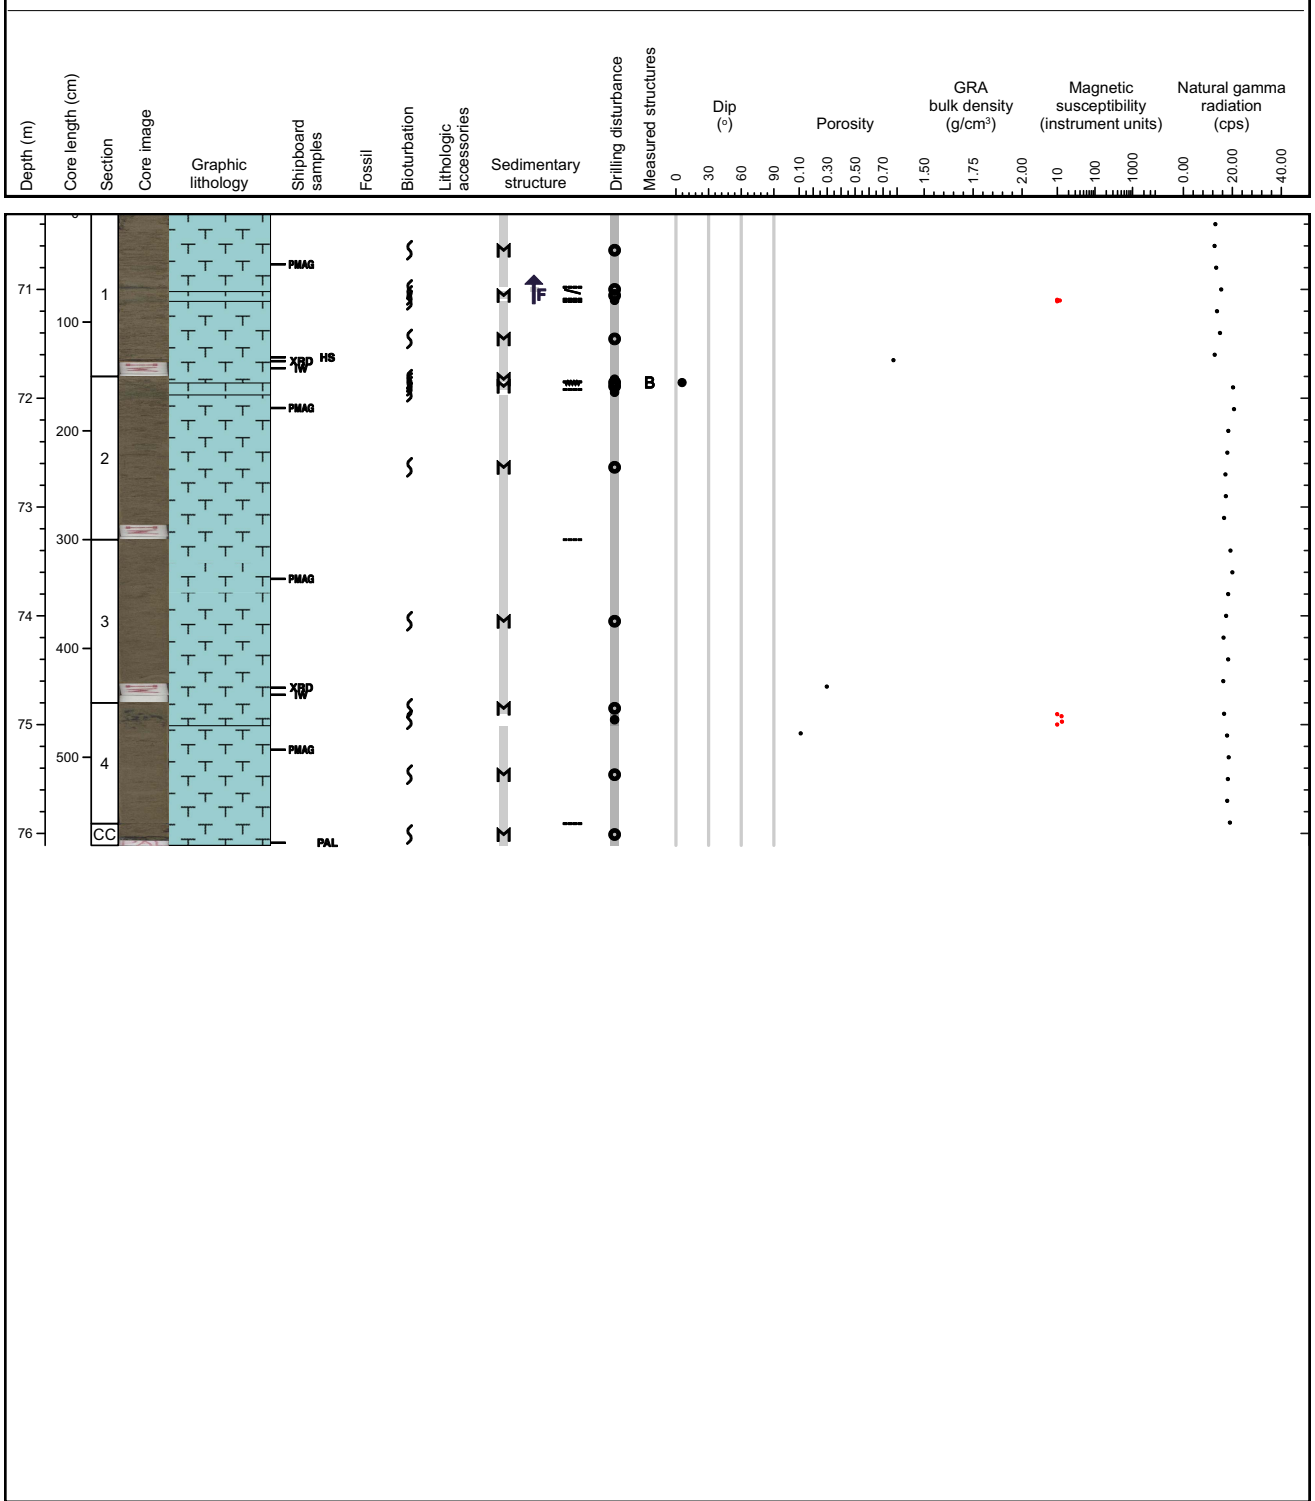 Depth (m)
Core length (cm)
Section
Core image
Graphic
lithology
Shipboard
samples
Fossil
Bioturbation
Lithologic
accessories
Sedimentary
structure
Drilling disturbance
Measured structures
Dip
(o)
0 30 60 90
Porosity
0.10 0.30 0.50 0.70
GRA
bulk density
(g/cm³)
1.50 1.75 2.00
Magnetic
susceptibility
(instrument units)
10 100 1000
Natural gamma
radiation
(cps)
0.00 20.00 40.00
PMAG
71
1
F
100
HS
XRD
IW
B
72
PMAG
200
2
73
300
PMAG
74
3
400
XRD
IW
75
PMAG
500
4
76
CC
PAL